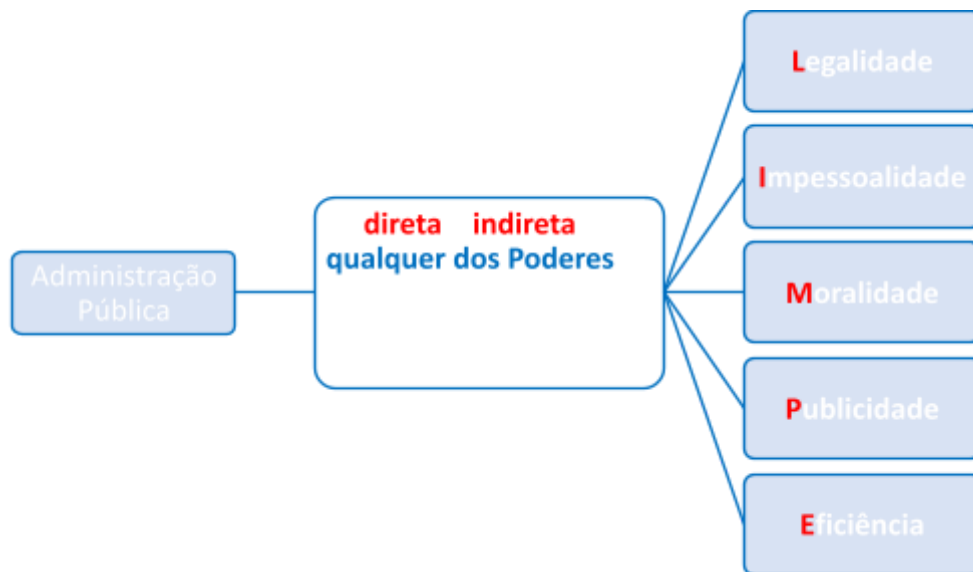 Administração
Pública
direta indireta
qualquer dos Poderes
Legalidade
Impessoalidade
Moralidade
Publicidade
Eficiência